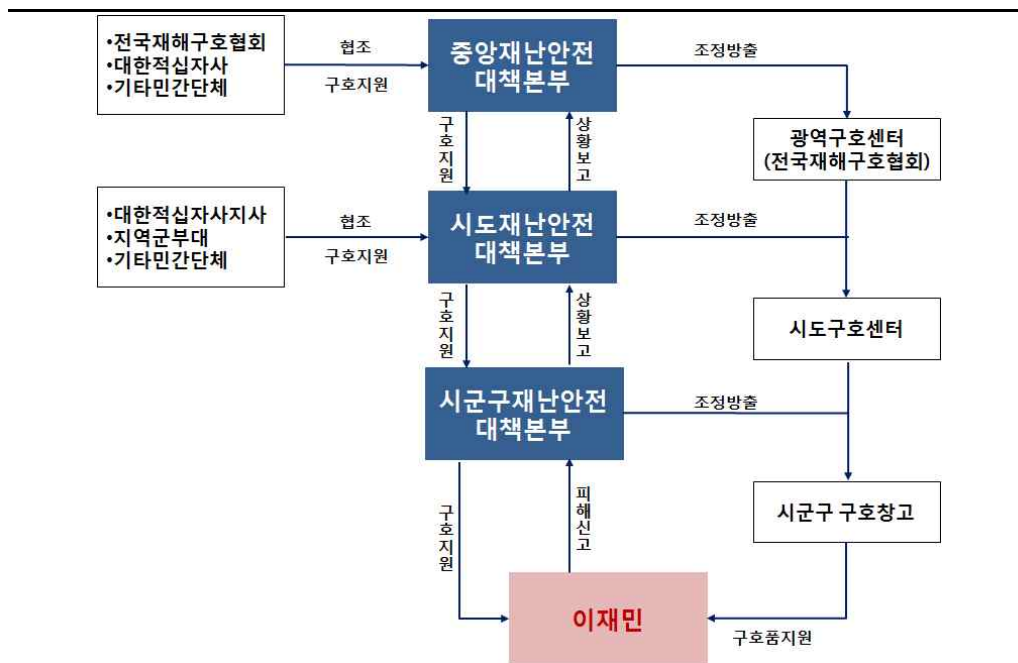 •전국재해구호협회
•대한적십자사
•기타민간단체
협조
구호지원
중앙재난안전
대책본부
조정방출
구호지원
상황보고
광역구호센터
(전국재해구호협회)
•대한적십자사지사
•지역군부대
•기타민간단체
협조
구호지원
시도재난안전
대책본부
조정방출
구호지원
상황보고
시도구호센터
시군구재난안전
대책본부
조정방출
구호지원
피해신고
시군구 구호창고
이재민
구호품지원